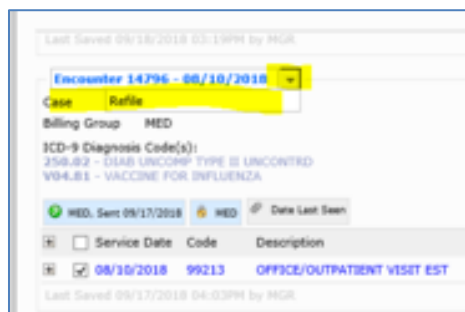 Last Saved 09/18/2018 03:19PM by MGR
Encounter 14796 - 08/10/2018
Case Refile
Billing Group MED
ICD-9 Diagnosis Code(s):
250.02 - DIAB UNCOMP TYPE II UNCONTRD
V04.81 - VACCINE FOR INFLUENZA
MED, Sent 09/17/2018 MED Date Last Seen
Service Date Code Description
08/10/2018 99213 OFFICE/OUTPATIENT VISIT EST
Last Saved 09/17/2018 04:03PM by MGR